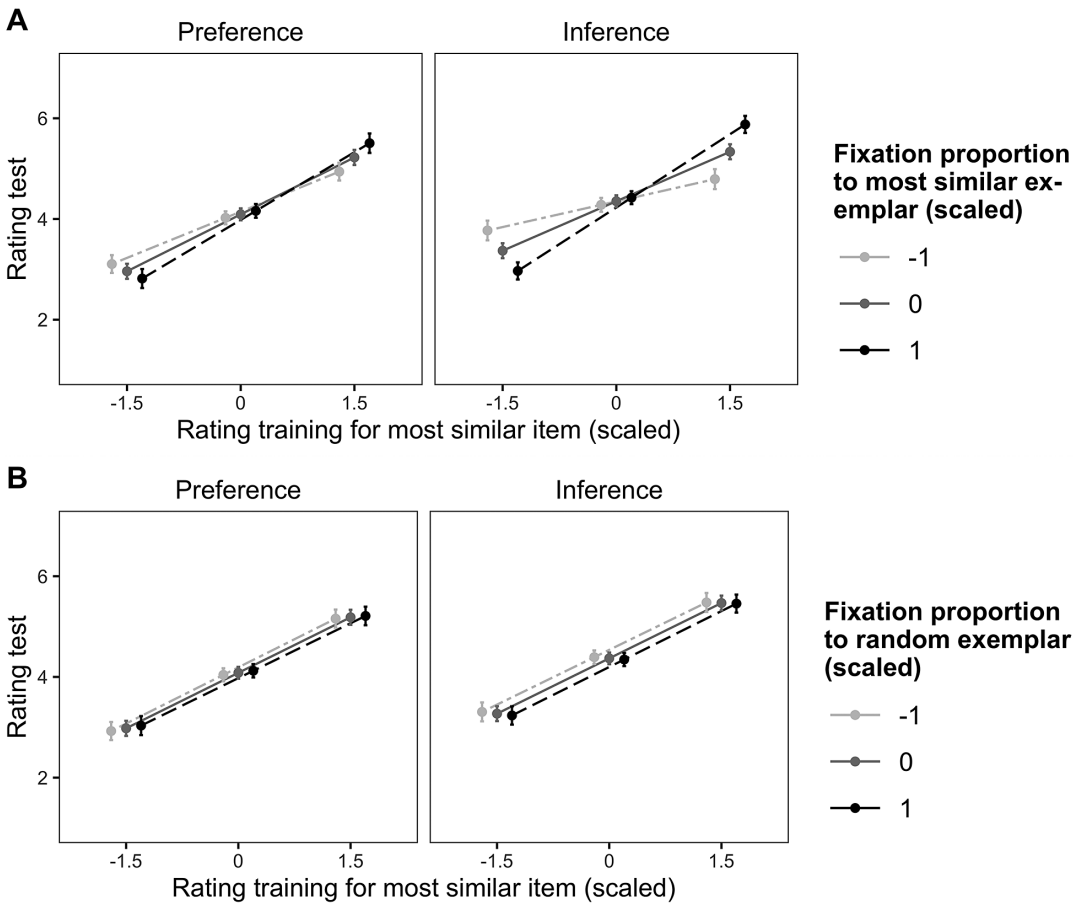 A
Preference
Inference
6
4
2
Rating test
-1.5
0
1.5
-1.5
0
1.5
Rating training for most similar item (scaled)
Fixation proportion
to most similar ex-
emplar (scaled)
-1
0
1
B
Preference
Inference
6
4
2
Rating test
-1.5
0
1.5
-1.5
0
1.5
Rating training for most similar item (scaled)
Fixation proportion
to random exemplar
(scaled)
-1
0
1